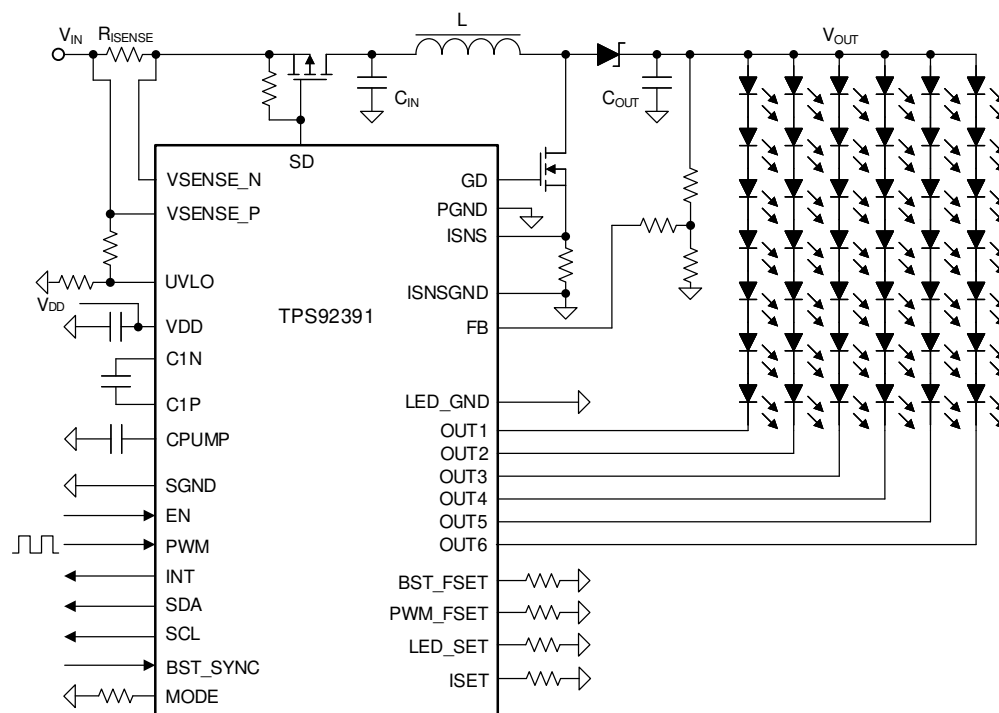 VIN
RISENSE
L
VOUT
CIN
COUT
SD
VSENSE_N
VSENSE_P
UVLO
VDD
VDD
C1N
C1P
CPUMP
SGND
EN
PWM
INT
SDA
SCL
BST_SYNC
MODE
TPS92391
GD
PGND
ISNS
ISNSGND
FB
LED_GND
OUT1
OUT2
OUT3
OUT4
OUT5
OUT6
BST_FSET
PWM_FSET
LED_SET
ISET